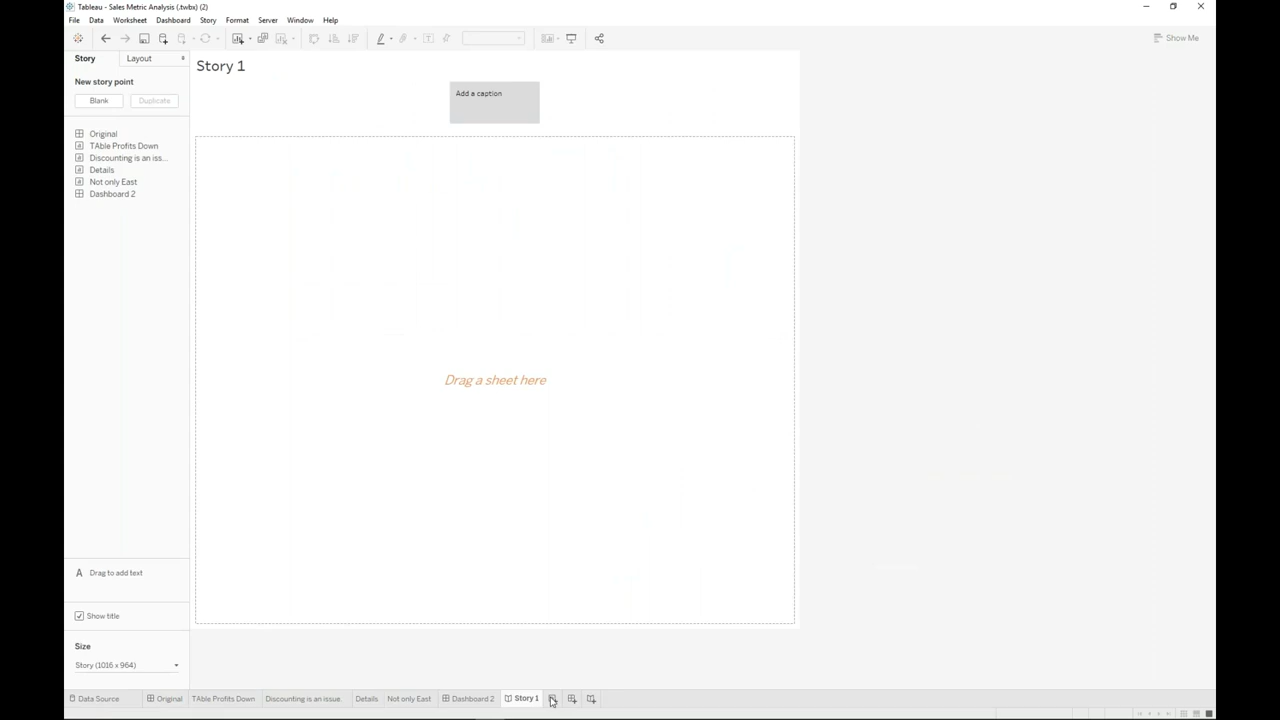 Tableau - Sales Metric Analysis (.twbx) (2)
File Data Worksheet Dashboard Story Format Server Window Help
Show Me
Story Layout
Story 1
New story point
Add a caption
Blank Duplicate
Original
TAble Profits Down
Discounting is an iss...
Details
Not only East
Dashboard 2
Drag a sheet here
A Drag to add text
Show title
Size
Story (1016 x 964)
Data Source Original TAble Profits Down Discounting is an issue. Details Not only East Dashboard 2 Story 1